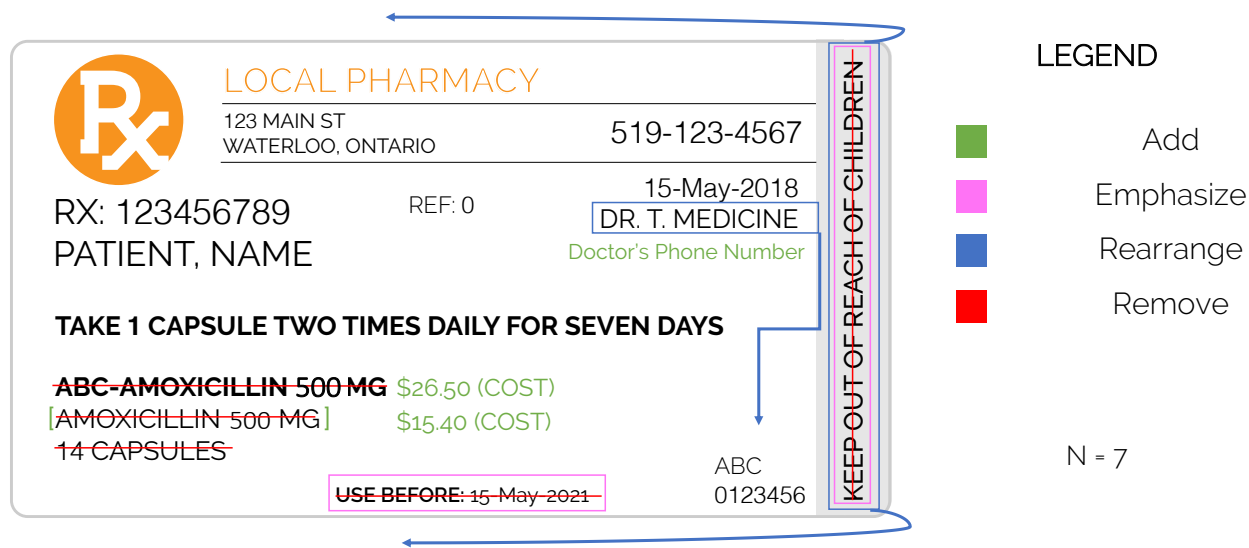 Rx
LOCAL PHARMACY
123 MAIN ST
WATERLOO, ONTARIO
519-123-4567
15-May-2018
RX: 123456789
REF: 0
DR. T. MEDICINE
PATIENT, NAME
Doctor's Phone Number
TAKE 1 CAPSULE TWO TIMES DAILY FOR SEVEN DAYS
ABC-AMOXICILLIN 500 MG $26.50 (COST)
[AMOXICILLIN 500 MG] $15.40 (COST)
14 CAPSULES
ABC
0123456
USE BEFORE: 15-May-2021
KEEP OUT OF REACH OF CHILDREN
LEGEND
Add
Emphasize
Rearrange
Remove
N = 7